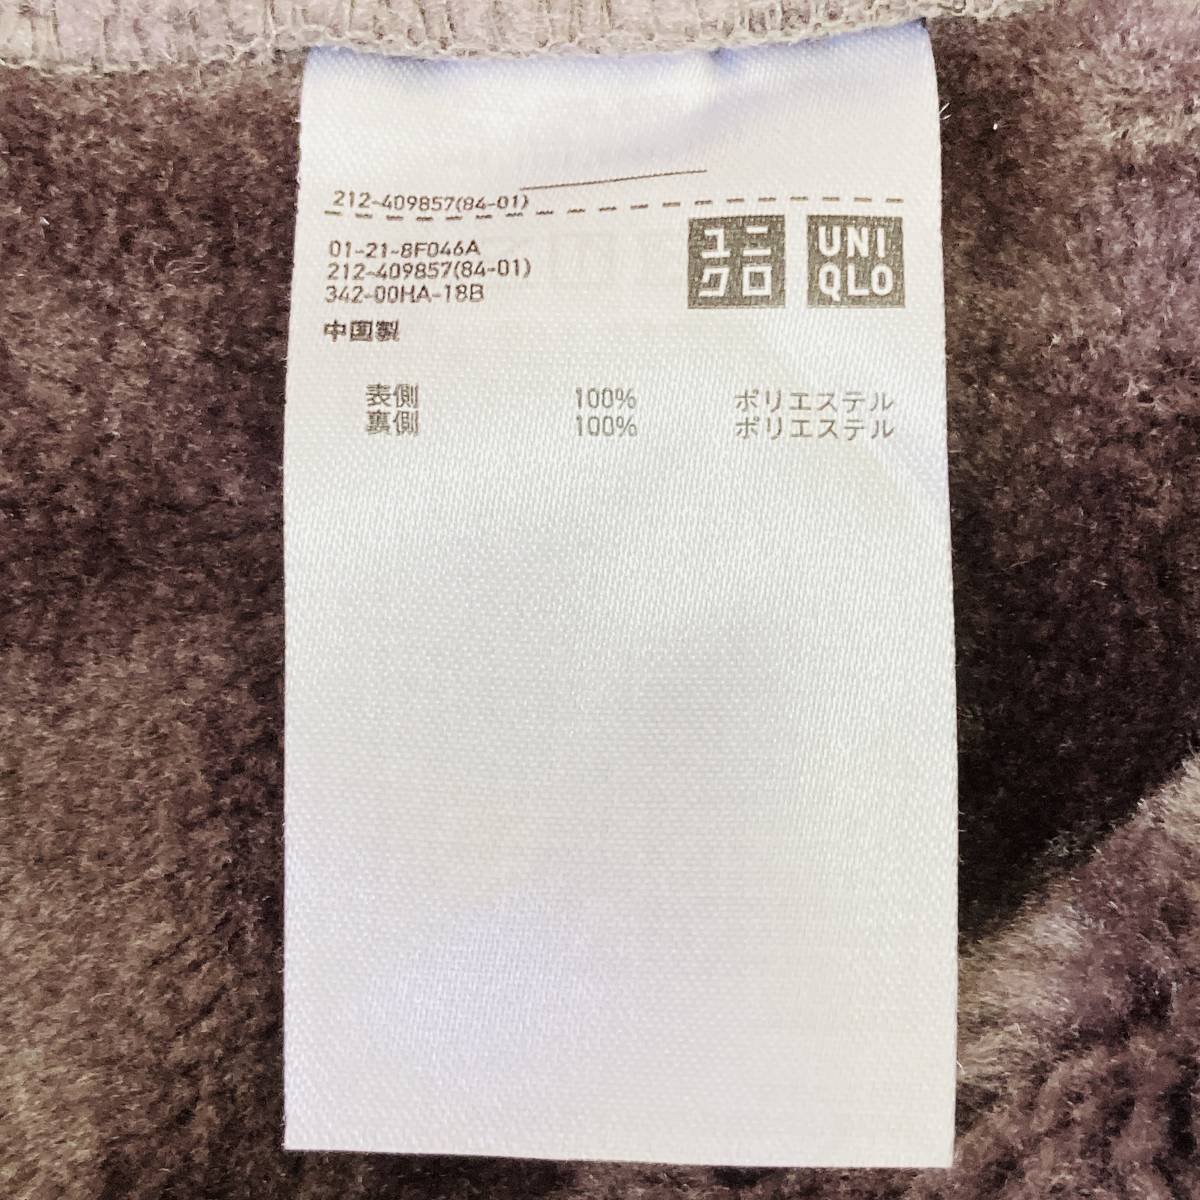 212-409857(84-01)
01-21-8F046A
212-409857(84-01)
342-00HA-18B
中国製
ユニ
クロ
UNI
QLO
表側 100% ポリエステル
裏側 100% ポリエステル